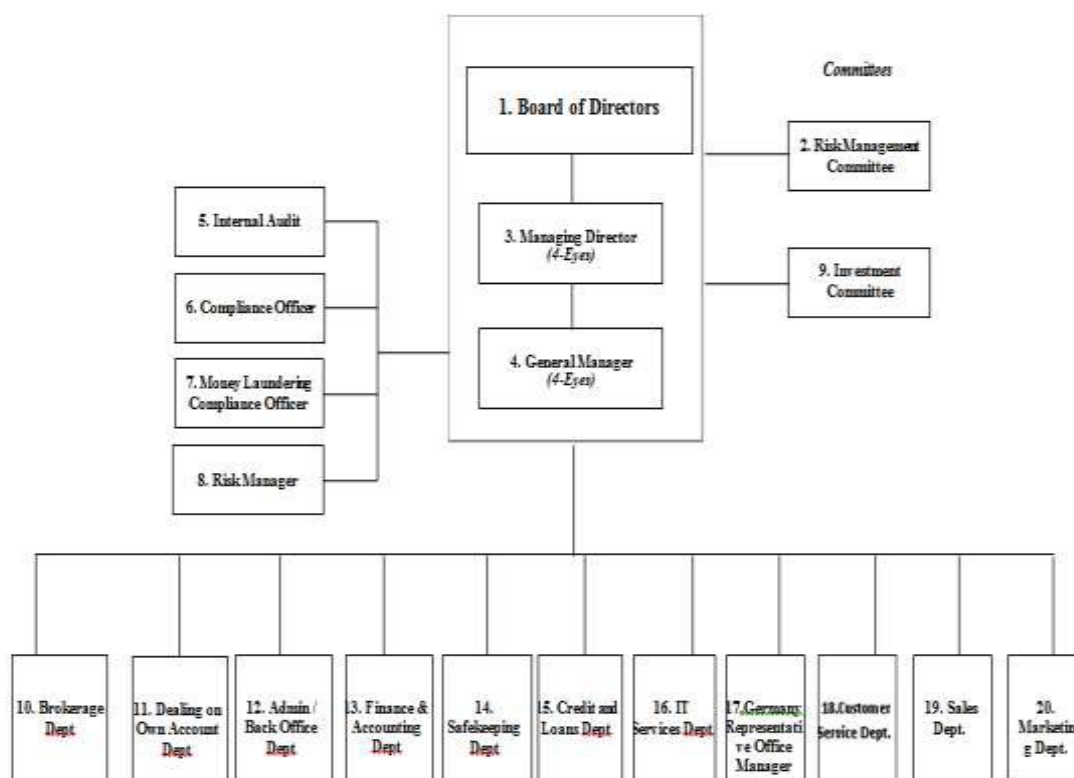 Committees
1. Board of Directors
2. Risk Management
Committee
3. Managing Director
(4-Eyes)
9. Investment
Committee
4. General Manager
(4-Eyes)
5. Internal Audit
6. Compliance Officer
7. Money Laundering
Compliance Officer
8. Risk Manager
10. Brokerage
Dept
11. Dealing on
Own Account
Dept
12. Admin /
Back Office
Dept.
13. Finance &
Accounting
Dept
14.
Safekeeping
Dept
15. Credit and
Loans Dept
16. IT
Services Dept
17.Germany
Representati
ve Office
Manager
18.Customer
Service Dept.
19. Sales
Dept.
20.
Marketin
g Dept.